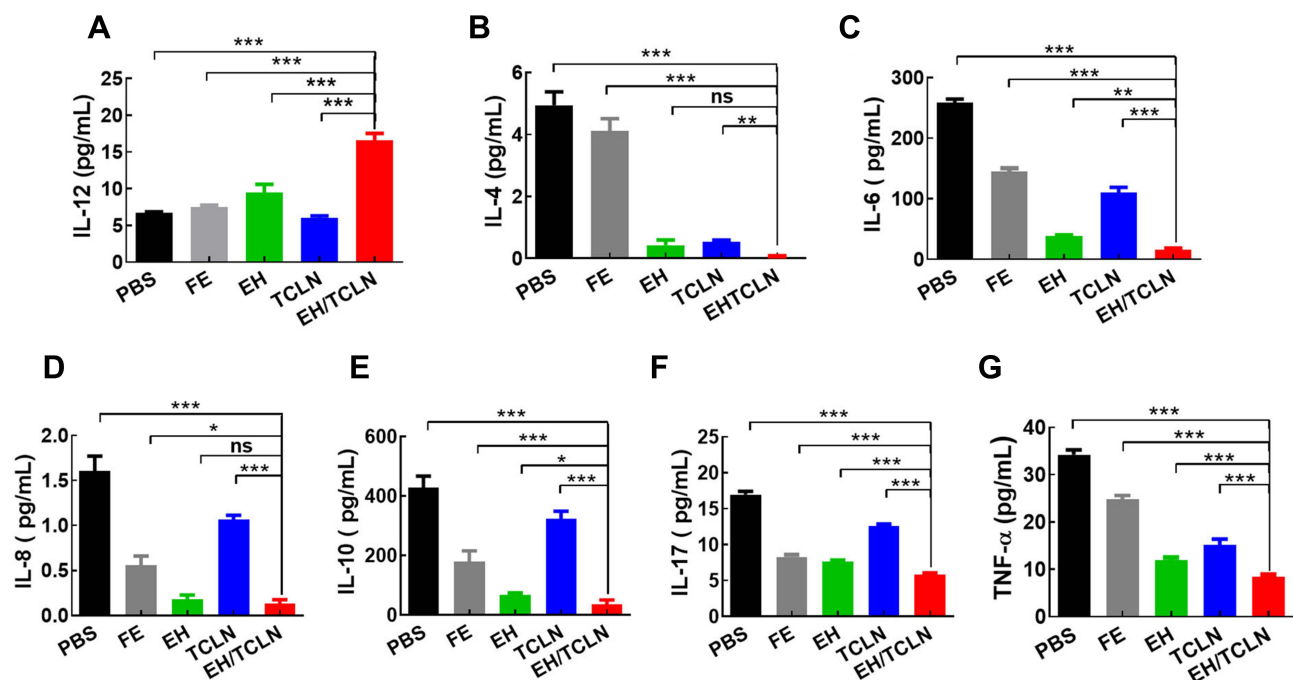 A
IL-12 (pg/mL)
25
20
15
10
5
0
***
***
***
***
PBS
FE
EH
TCLN
EH/TCLN
B
IL-4 (pg/mL)
6
4
2
0
***
***
ns
**
PBS
FE
EH
TCLN
EHTCLN
C
IL-6 ( pg/mL)
300
200
100
0
***
***
**
***
PBS
FE
EH
TCLN
EH/TCLN
D
IL-8 ( pg/mL)
2.0
1.5
1.0
0.5
0.0
***
*
ns
***
PBS
FE
EH
TCLN
EH/TCLN
E
IL-10 ( pg/mL)
600
400
200
0
***
***
*
***
PBS
FE
EH
TCLN
EH/TCLN
F
IL-17 ( pg/mL)
25
20
15
10
5
0
***
***
***
***
PBS
FE
EH
TCLN
EH/TCLN
G
TNF-α (pg/mL)
40
30
20
10
0
***
***
***
***
PBS
FE
EH
TCLN
EH/TCLN